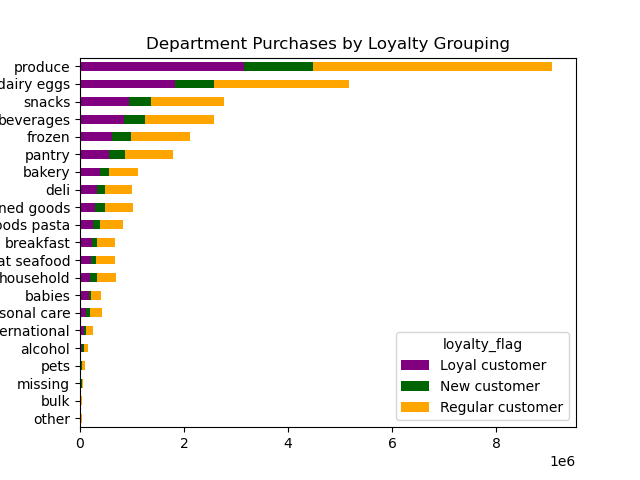 Department Purchases by Loyalty Grouping
produce
dairy eggs
snacks
beverages
frozen
pantry
bakery
deli
ned goods
ods pasta
breakfast
at seafood
household
babies
sonal care
ernational
alcohol
pets
missing
bulk
other
loyalty_flag
Loyal customer
New customer
Regular customer
0 2 4 6 8
1e6